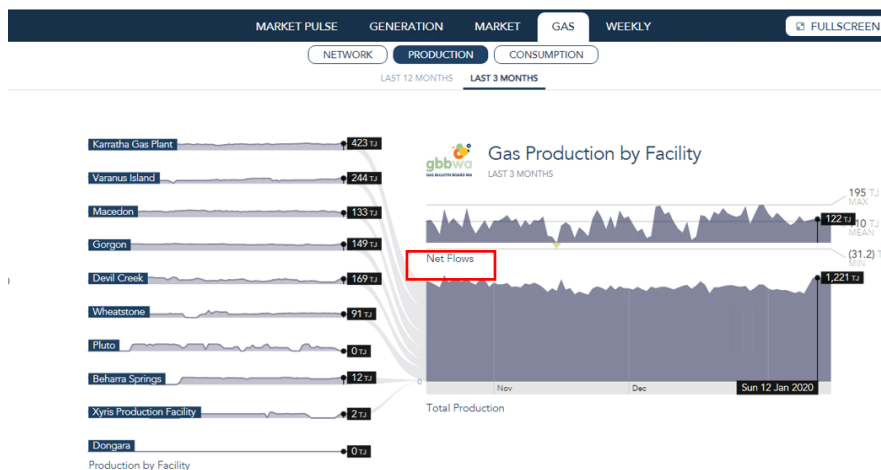 MARKET PULSE GENERATION MARKET GAS WEEKLY FULLSCREEN
NETWORK PRODUCTION CONSUMPTION
LAST 12 MONTHS LAST 3 MONTHS
Karratha Gas Plant 423 TJ
Varanus Island 244 TJ
Macedon 133 TJ
Gorgon 149 TJ
Devil Creek 169 TJ
Wheatstone 91 TJ
Pluto 0 TJ
Beharra Springs 12 TJ
Xyris Production Facility 2 TJ
Dongara 0 TJ
Production by Facility
gbbwa
GAS BULLETIN BOARD WA
Gas Production by Facility
LAST 3 MONTHS
195 TJ
MAX
122 TJ
110 TJ
MEAN
(31.2) T
MIN
Net Flows
1,221 TJ
0
Nov Dec Sun 12 Jan 2020
Total Production